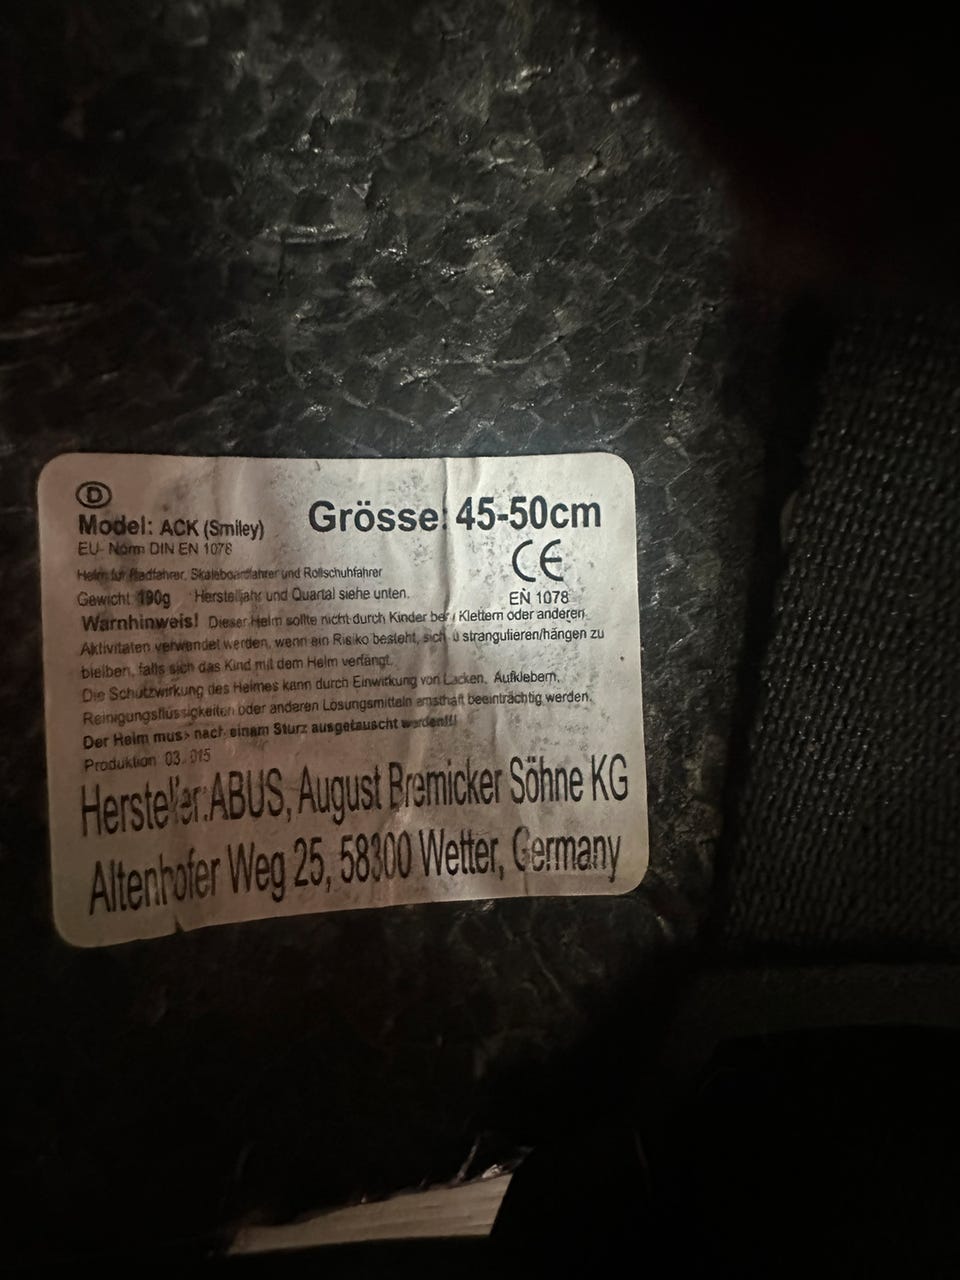 D
Model: ACK (Smiley)
Grösse: 45-50cm
EU- Norm DIN EN 1078
CE
EN 1078
Helm für Radfahrer, Skateboardfahrer und Rollschuhfahrer
Gewicht 190g Herstelljahr und Quartal siehe unten.
Warnhinweis! Dieser Helm sollte nicht durch Kinder bei Klettern oder anderen
Aktivitäten verwendet werden, wenn ein Risiko besteht, sich zu strangulieren/hängen zu
bleiben, falls sich das Kind mit dem Helm verfängt.
Die Schutzwirkung des Helmes kann durch Einwirkung von Lacken, Aufklebern,
Reinigungsflüssigkeiten oder anderen Lösungsmitteln ernsthaft beeinträchtig werden.
Der Helm muss nach einem Sturz ausgetauscht werden!!!
Produktion 03
Hersteller:ABUS, August Bremicker Söhne KG
Altenhofer Weg 25, 58300 Wetter, Germany